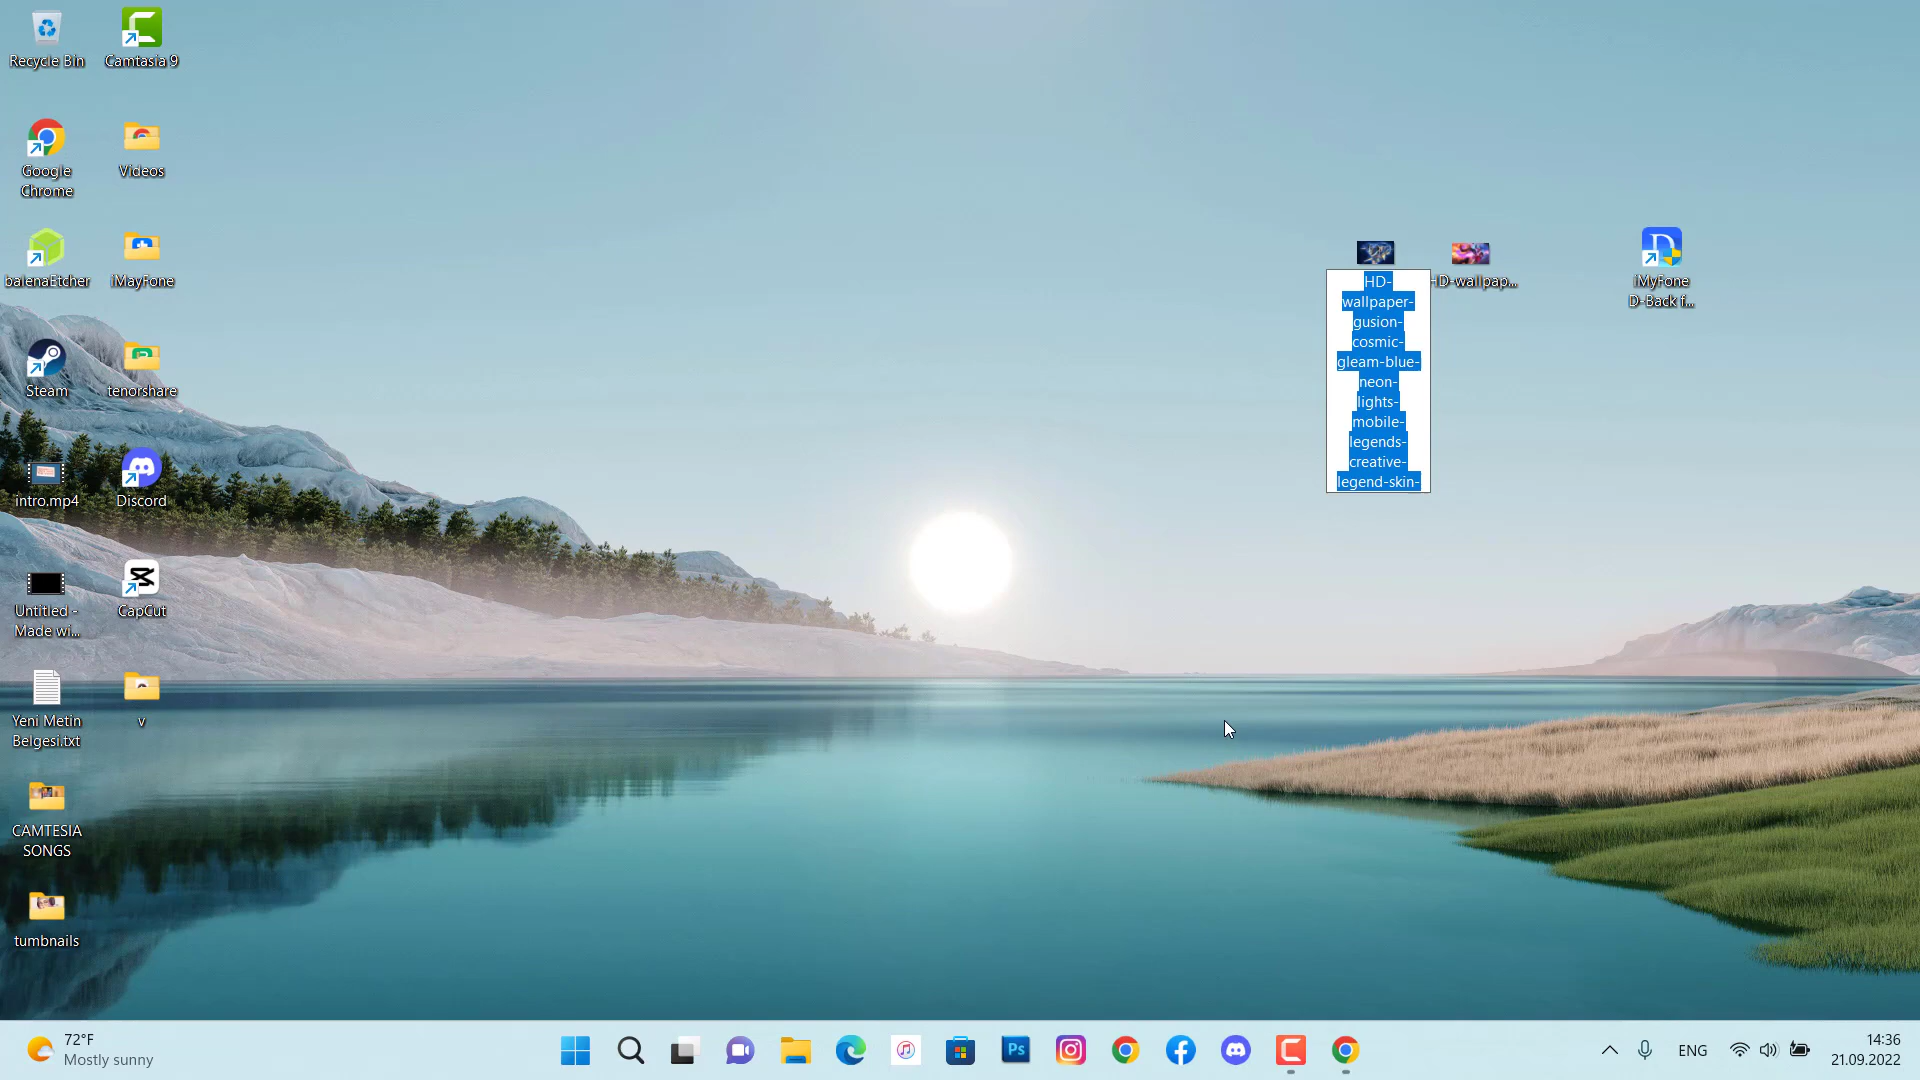 Recycle Bin
Camtasia 9
Google
Chrome
Videos
balenaEtcher
iMayFone
Steam
tenorshare
intro.mp4
Discord
Untitled -
Made wi...
CapCut
Yeni Metin
Belgesi.txt
v
CAMTESIA
SONGS
tumbnails
HD-
wallpaper-
gusion-
cosmic-
gleam-blue-
neon-
lights-
mobile-
legends-
creative-
legend-skin-
HD-wallpap...
iMyFone
D-Back f...
72°F
Mostly sunny
Ps
ENG
14:36
21.09.2022